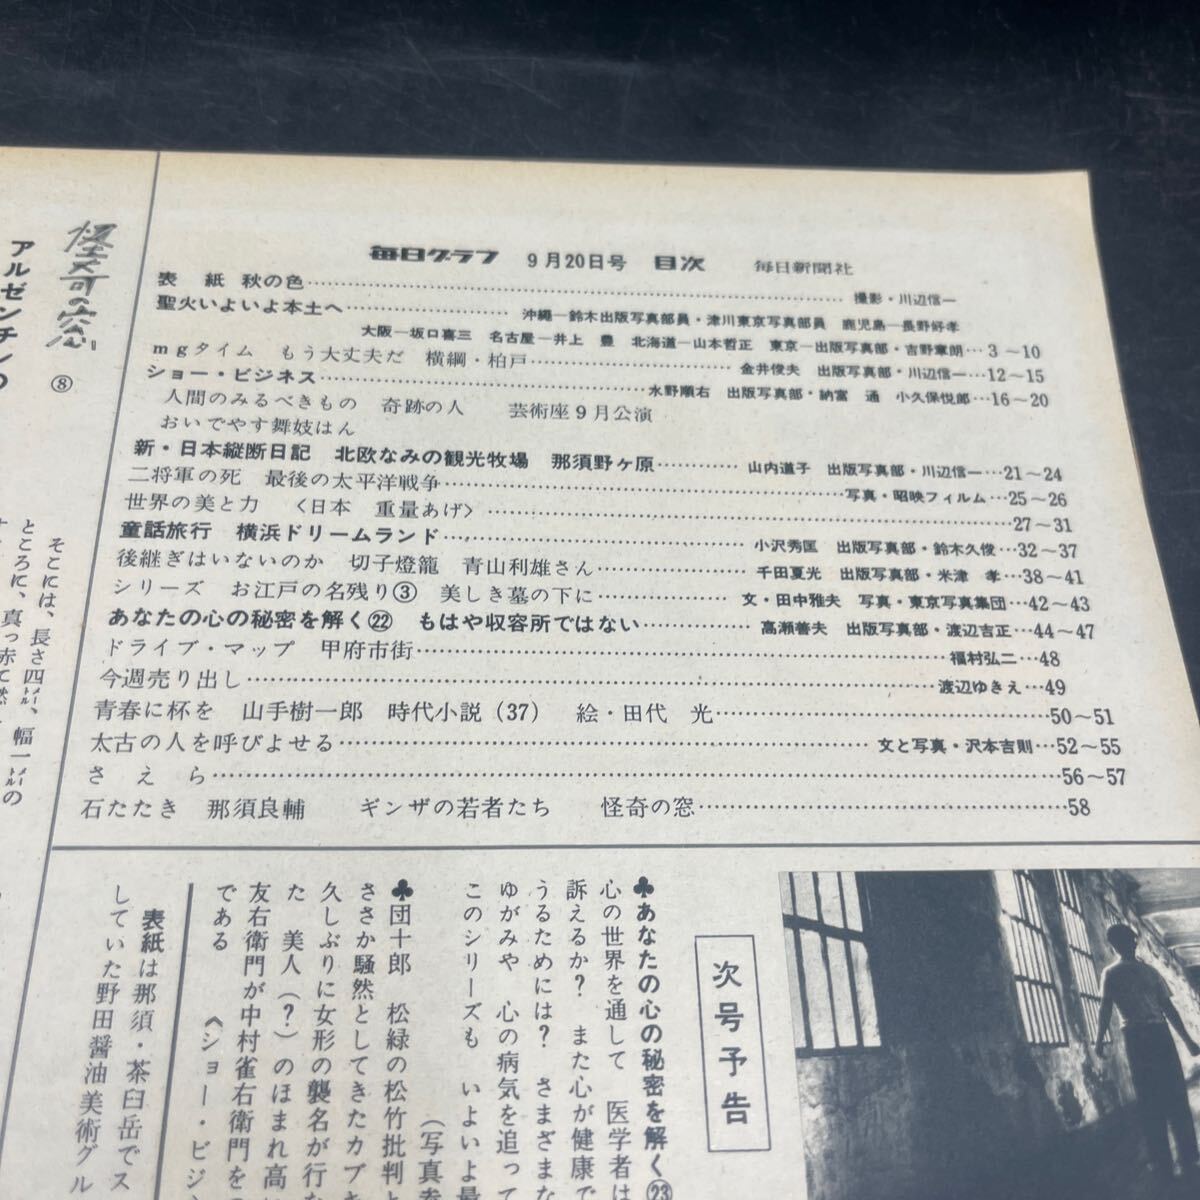 毎日グラフ 9月20日号 目次 毎日新聞社
表 紙 秋の色 撮影・川辺信一
聖火いよいよ本土へ 沖縄―鈴木出版写真部員・津川東京写真部員 鹿児島―長野好孝
大阪―坂口喜三 名古屋―井上 豊 北海道―山本哲正 東京―出版写真部・吉野章朗…3～10
mgタイム もう大丈夫だ 横綱・柏戸 金井俊夫 出版写真部・川辺信一…12～15
ショー・ビジネス 水野順右 出版写真部・納富 通 小久保悦郎…16～20
人間のみるべきもの 奇跡の人 芸術座9月公演
おいでやす舞妓はん
新・日本縦断日記 北欧なみの観光牧場 那須野ヶ原 山内道子 出版写真部・川辺信一…21～24
二将軍の死 最後の太平洋戦争 写真・昭映フィルム…25～26
世界の美と力 〈日本 重量あげ〉 27～31
童話旅行 横浜ドリームランド 小沢秀匡 出版写真部・鈴木久俊…32～37
後継ぎはいないのか 切子燈籠 青山利雄さん 千田夏光 出版写真部・米津 孝…38～41
シリーズ お江戸の名残り③ 美しき墓の下に 文・田中雅夫 写真・東京写真集団…42～43
あなたの心の秘密を解く㉒ もはや収容所ではない 高瀬善夫 出版写真部・渡辺吉正…44～47
ドライブ・マップ 甲府市街 福村弘二…48
今週売り出し 渡辺ゆきえ…49
青春に杯を 山手樹一郎 時代小説(37) 絵・田代 光 50～51
太古の人を呼びよせる 文と写真・沢本吉則…52～55
さ え ら 56～57
石たたき 那須良輔 ギンザの若者たち 怪奇の窓 58
怪奇の窓
⑧
アルゼンチンの
そこには、長さ四㍍、幅一㍍の
ところに、真っ赤に燃
次号予告
♣あなたの心の秘密を解く㉓
心の世界を通して 医学者は
訴えるか? また心が健康で
うるためには? さまざまな
ゆがみや 心の病気を追って
このシリーズも いよいよ最
(写真参
♣団十郎 松緑の松竹批判と
ささか騒然としてきたカブキ
久しぶりに女形の襲名が行な
た 美人(?)のほまれ高い
友右衛門が中村雀右衛門をつ
である 《ショー・ビジ
表紙は那須・茶臼岳でス
していた野田醤油美術グル